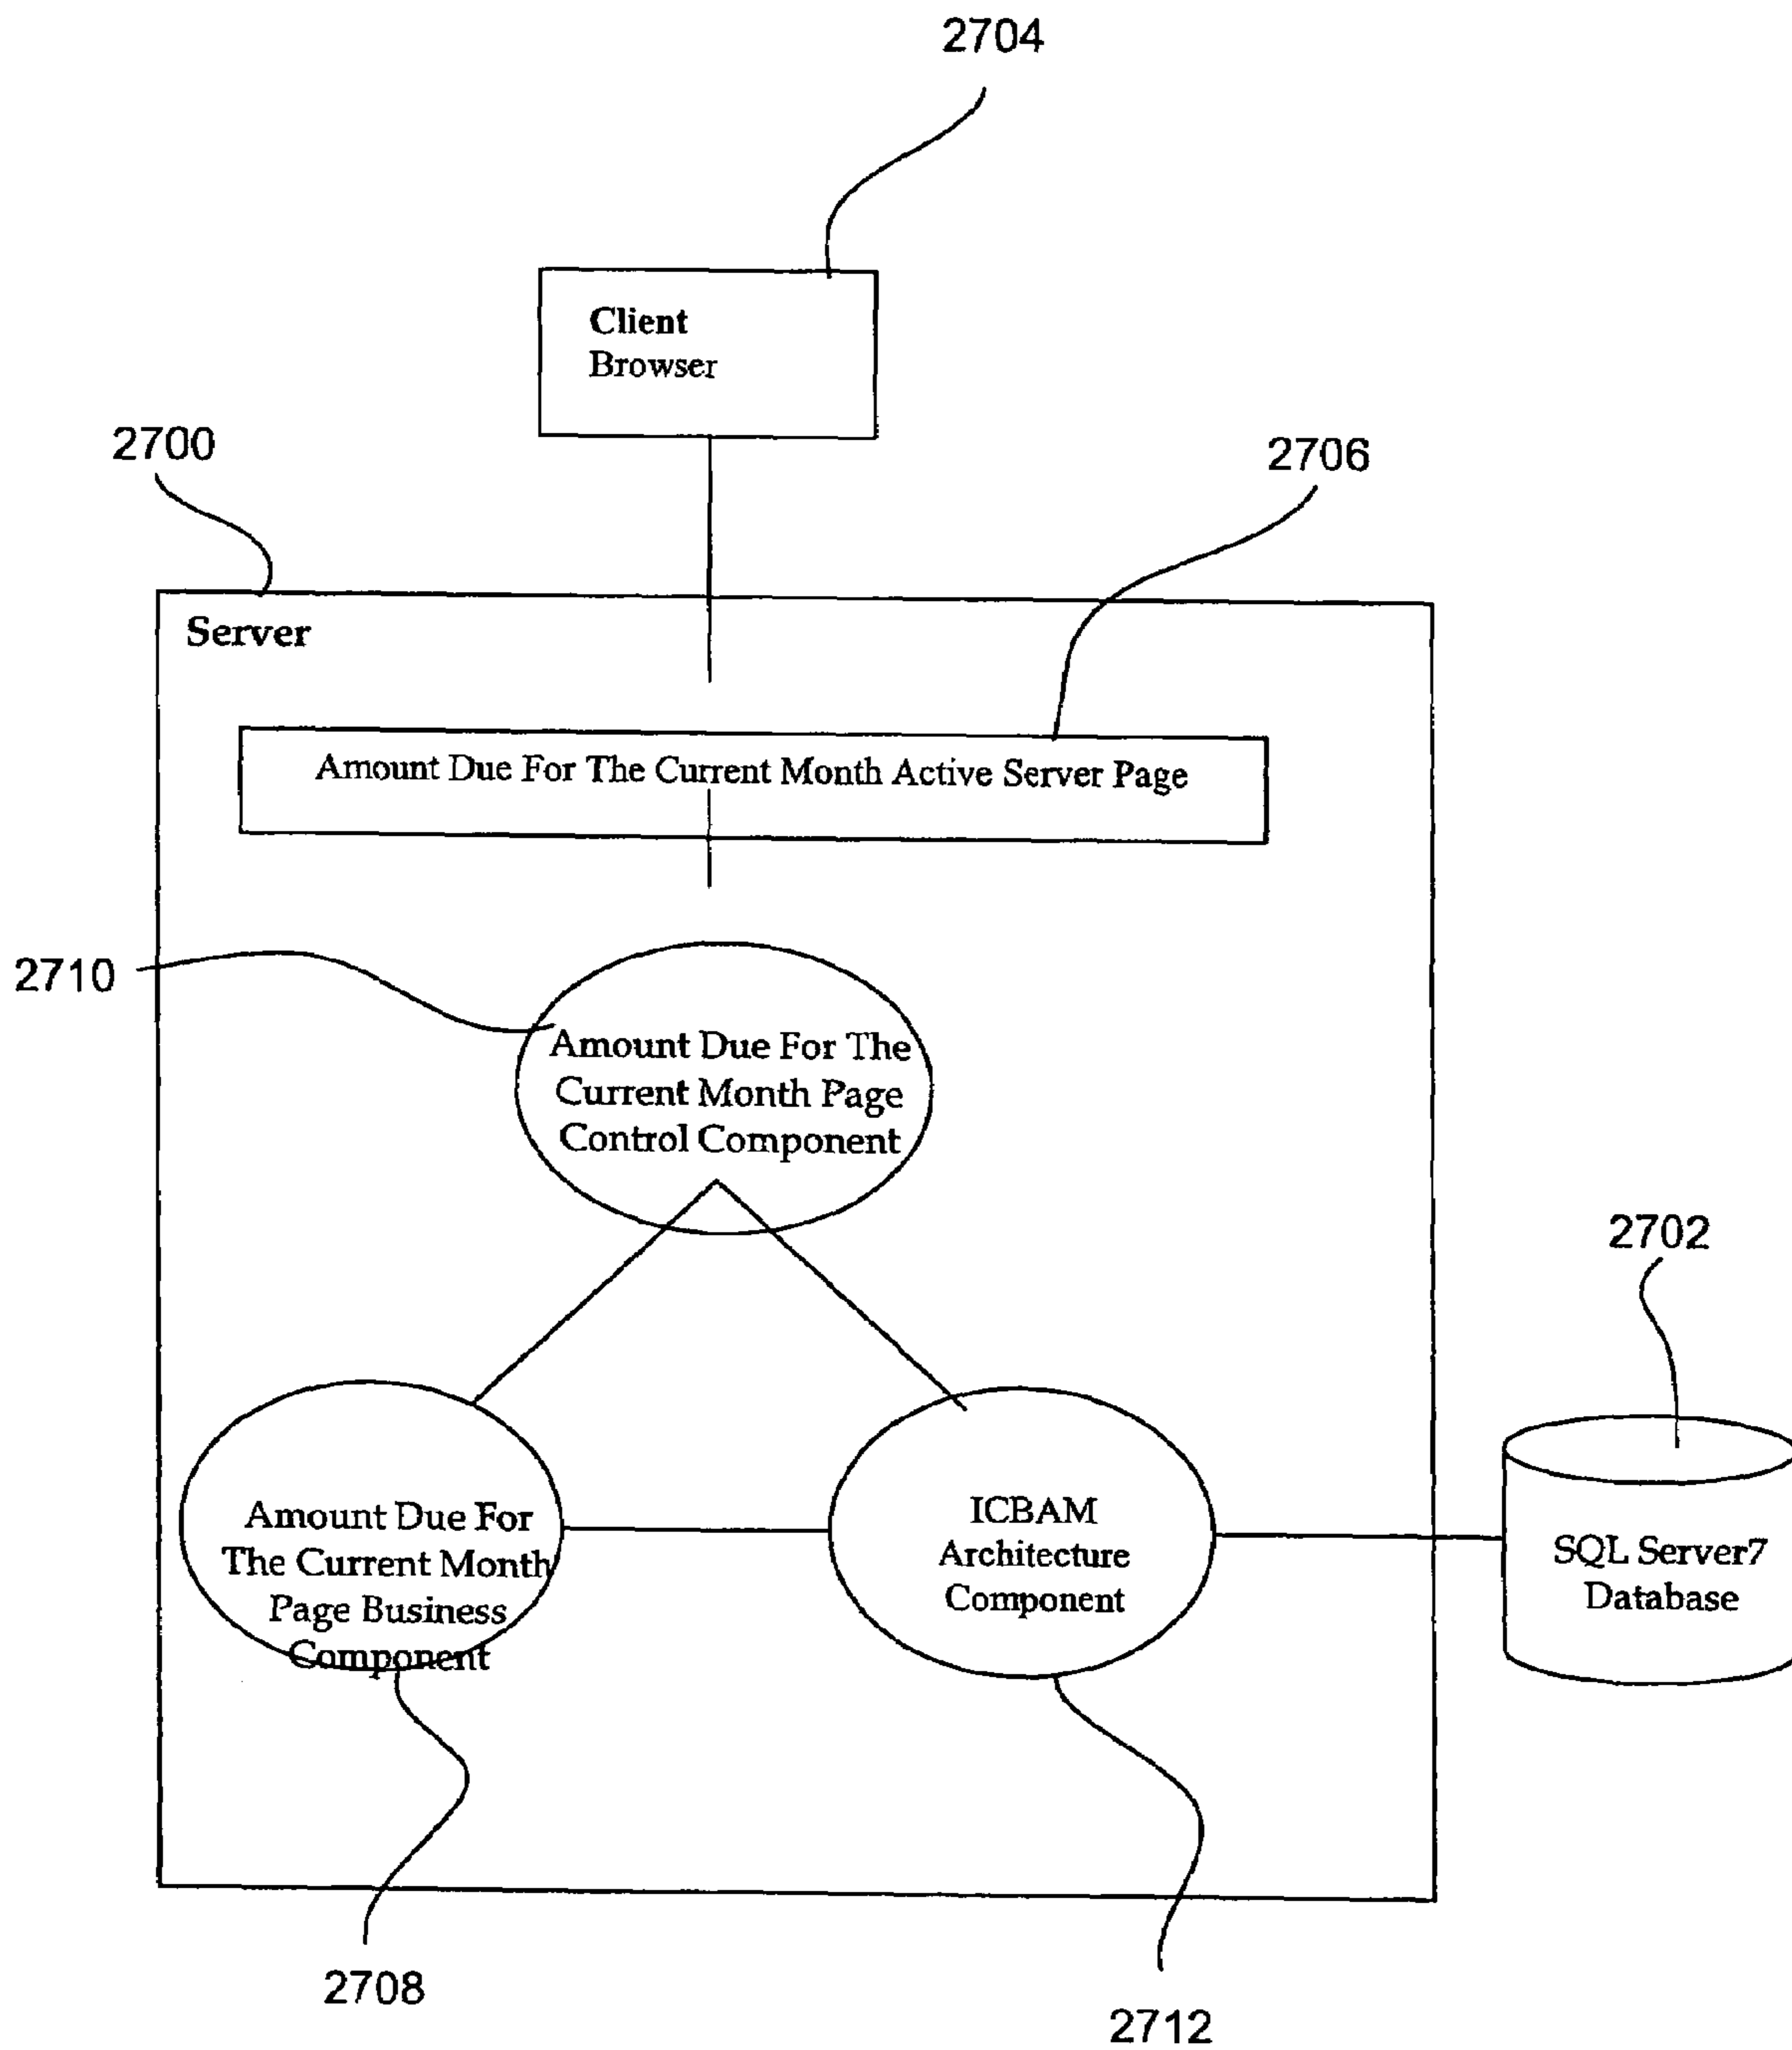 2704
Client
Browser
2700
2706
Server
Amount Due For The Current Month Active Server Page
2710
Amount Due For The
Current Month Page
Control Component
2702
Amount Due For
The Current Month
Page Business
Component
ICBAM
Architecture
Component
SQL Server7
Database
2708
2712